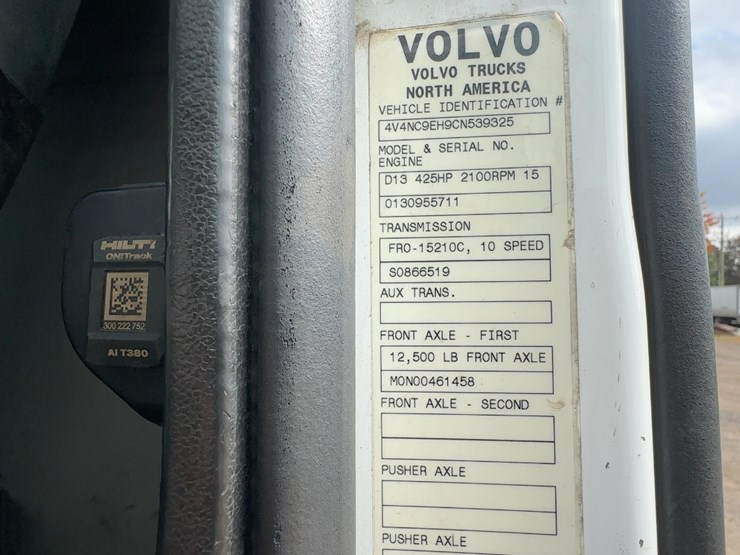 VOLVO
VOLVO TRUCKS
NORTH AMERICA
VEHICLE IDENTIFICATION #
4V4NC9EH9CN539325
MODEL & SERIAL NO.
ENGINE
D13 425HP 2100RPM 15
0130955711
TRANSMISSION
FRO-15210C, 10 SPEED
S0866519
AUX TRANS.
FRONT AXLE - FIRST
12,500 LB FRONT AXLE
MON00461458
FRONT AXLE - SECOND
PUSHER AXLE
PUSHER AXLE
HILTI
ON!Track
300 222 752
AI T380